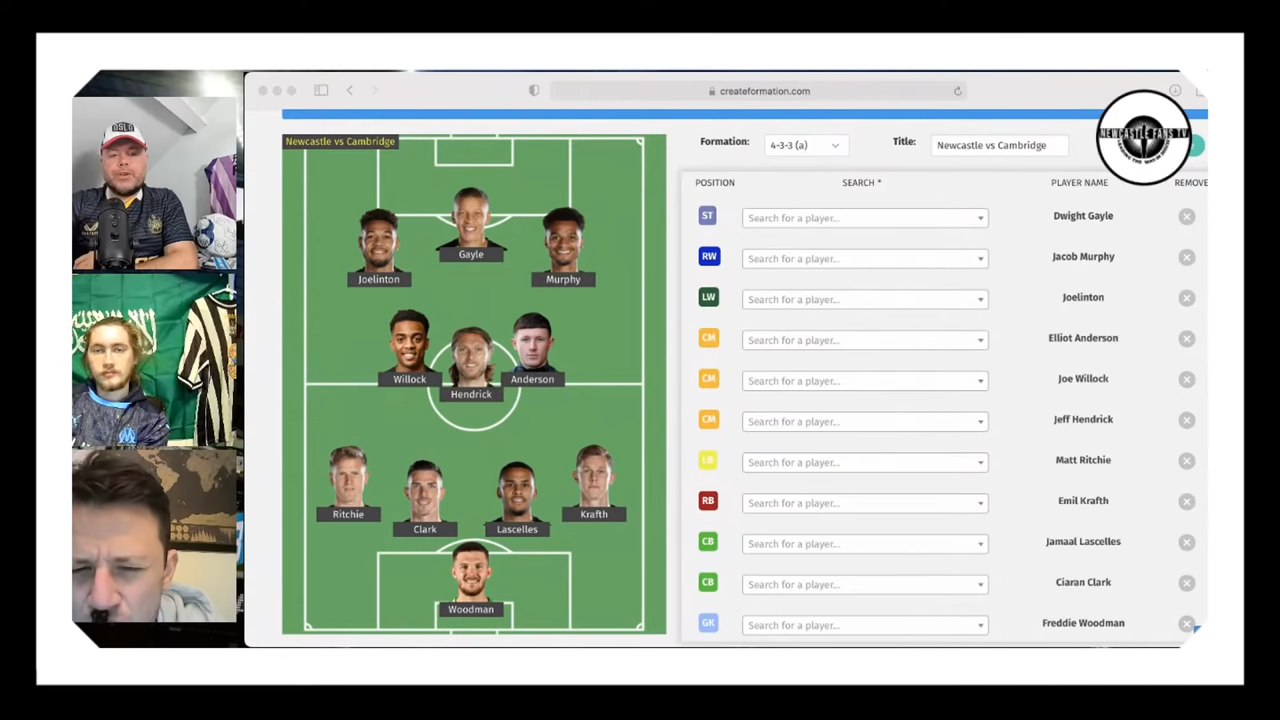 createformation.com
DSLG
NEWCASTLE FANS TV
Newcastle vs Cambridge
Formation:
4-3-3 (a)
Title:
Newcastle vs Cambridge
POSITION
SEARCH *
PLAYER NAME
REMOVE
ST
Search for a player...
Dwight Gayle
RW
Search for a player...
Jacob Murphy
LW
Search for a player...
Joelinton
CM
Search for a player...
Elliot Anderson
CM
Search for a player...
Joe Willock
CM
Search for a player...
Jeff Hendrick
LB
Search for a player...
Matt Ritchie
RB
Search for a player...
Emil Krafth
CB
Search for a player...
Jamaal Lascelles
CB
Search for a player...
Ciaran Clark
GK
Search for a player...
Freddie Woodman
Gayle
Joelinton
Murphy
Willock
Hendrick
Anderson
Ritchie
Clark
Lascelles
Krafth
Woodman